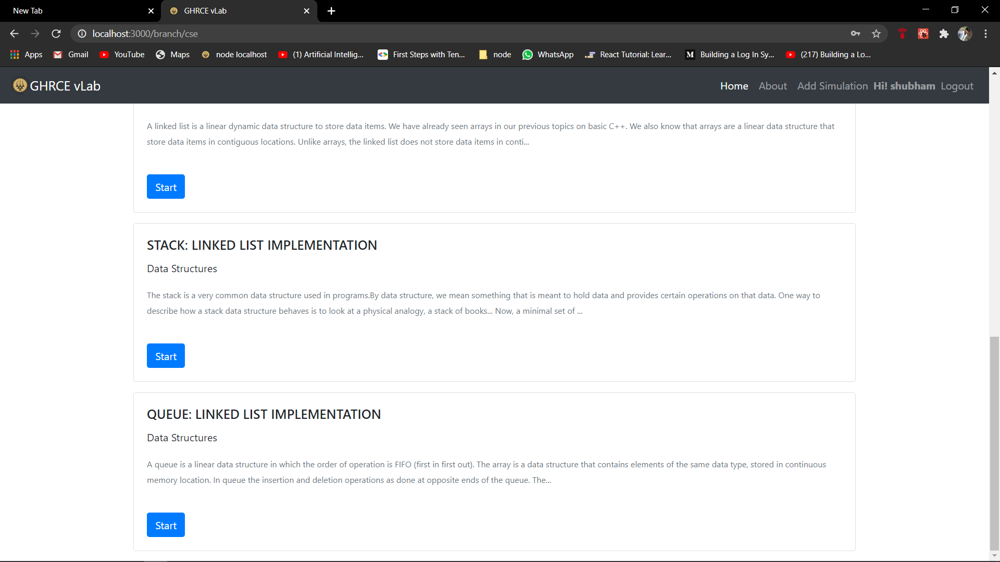 New Tab
GHRCE vLab
localhost:3000/branch/cse
Apps Gmail YouTube Maps node localhost (1) Artificial Intellig... First Steps with Ten... node WhatsApp React Tutorial: Lear... M Building a Log In Sy... (217) Building a Lo...
GHRCE vLab
Home About Add Simulation Hi! shubham Logout
A linked list is a linear dynamic data structure to store data items. We have already seen arrays in our previous topics on basic C++. We also know that arrays are a linear data structure that
store data items in contiguous locations. Unlike arrays, the linked list does not store data items in conti...
Start
STACK: LINKED LIST IMPLEMENTATION
Data Structures
The stack is a very common data structure used in programs.By data structure, we mean something that is meant to hold data and provides certain operations on that data. One way to
describe how a stack data structure behaves is to look at a physical analogy, a stack of books... Now, a minimal set of ...
Start
QUEUE: LINKED LIST IMPLEMENTATION
Data Structures
A queue is a linear data structure in which the order of operation is FIFO (first in first out). The array is a data structure that contains elements of the same data type, stored in continuous
memory location. In queue the insertion and deletion operations as done at opposite ends of the queue. The...
Start